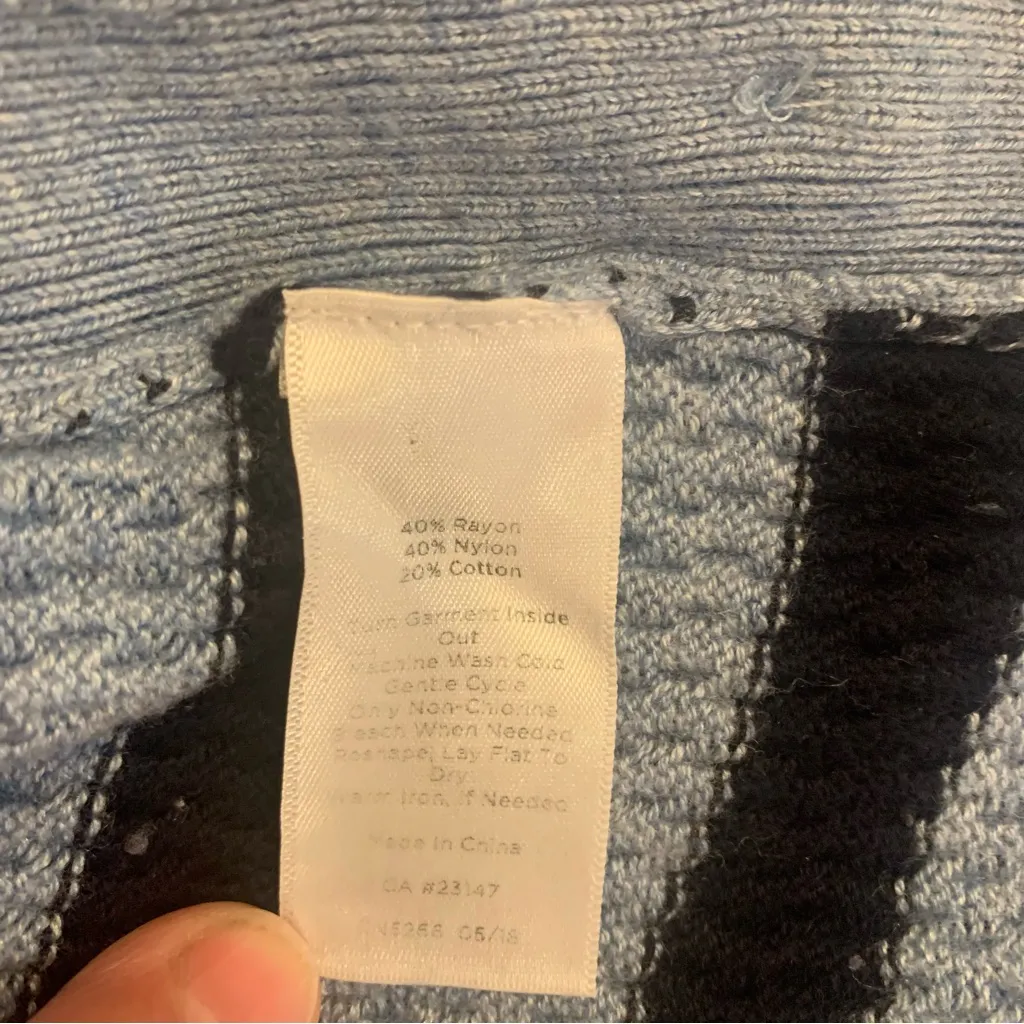 40% Rayon
40% Nylon
20% Cotton
Turn Garment Inside
Out
Machine Wash Cold
Gentle Cycle
Only Non-Chlorine
Bleach When Needed
Reshape, Lay Flat To
Dry
Warm Iron, If Needed
Made In China
CA #23147
05/18